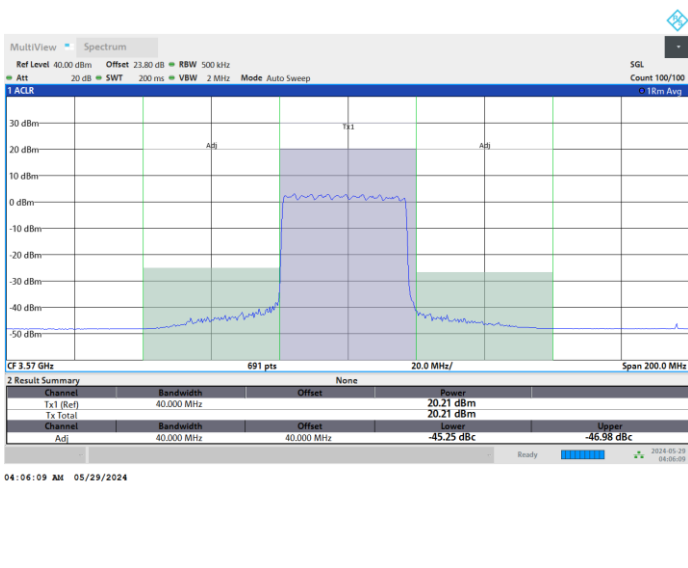 MultiView Spectrum
Ref Level 40.00 dBm Offset 23.80 dB RBW 500 kHz SGL
Att 20 dB SWT 200 ms VBW 2 MHz Mode Auto Sweep Count 100/100
1 ACLR 1Rm Avg
30 dBm
Tx1
20 dBm
Adj Adj
10 dBm
0 dBm
-10 dBm
-20 dBm
-30 dBm
-40 dBm
-50 dBm
CF 3.57 GHz 691 pts 20.0 MHz/ Span 200.0 MHz
2 Result Summary None
Channel Bandwidth Offset Power
Tx1 (Ref) 40.000 MHz 20.21 dBm
Tx Total 20.21 dBm
Channel Bandwidth Offset Lower Upper
Adj 40.000 MHz 40.000 MHz -45.25 dBc -46.98 dBc
Ready 2024-05-29
04:06:09
04:06:09 AM 05/29/2024